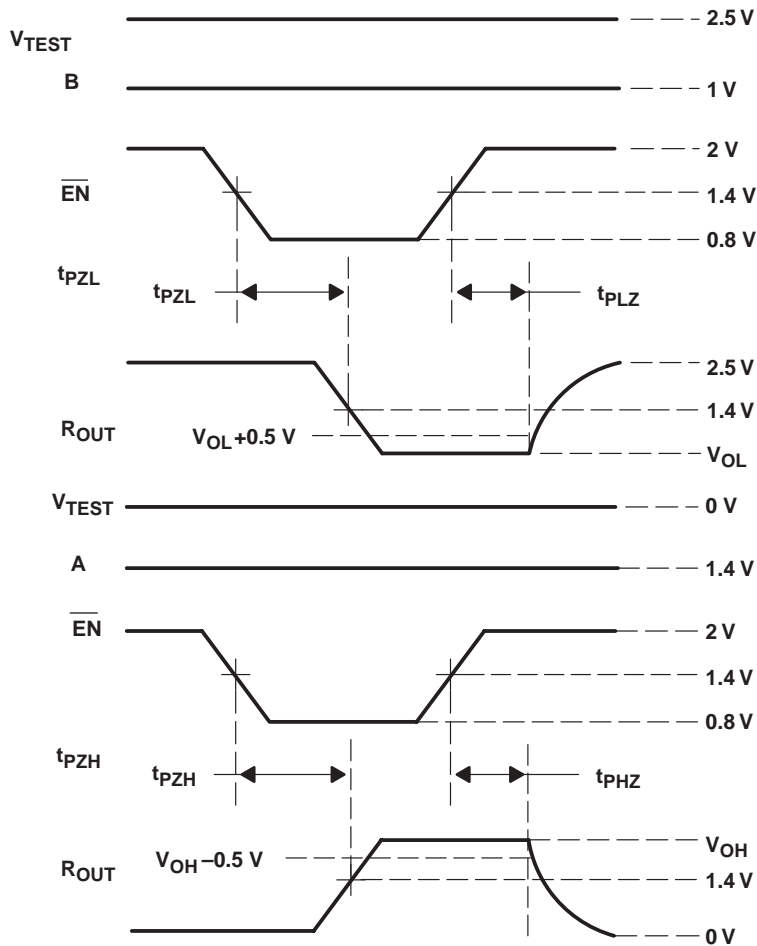 2.5 V
V_TEST
B
1 V
2 V
E̅N̅
1.4 V
0.8 V
t_PZL
t_PZL
t_PLZ
2.5 V
1.4 V
R_OUT
V_OL+0.5 V
V_OL
V_TEST
0 V
A
1.4 V
E̅N̅
2 V
1.4 V
0.8 V
t_PZH
t_PZH
t_PHZ
V_OH
V_OH–0.5 V
R_OUT
1.4 V
0 V